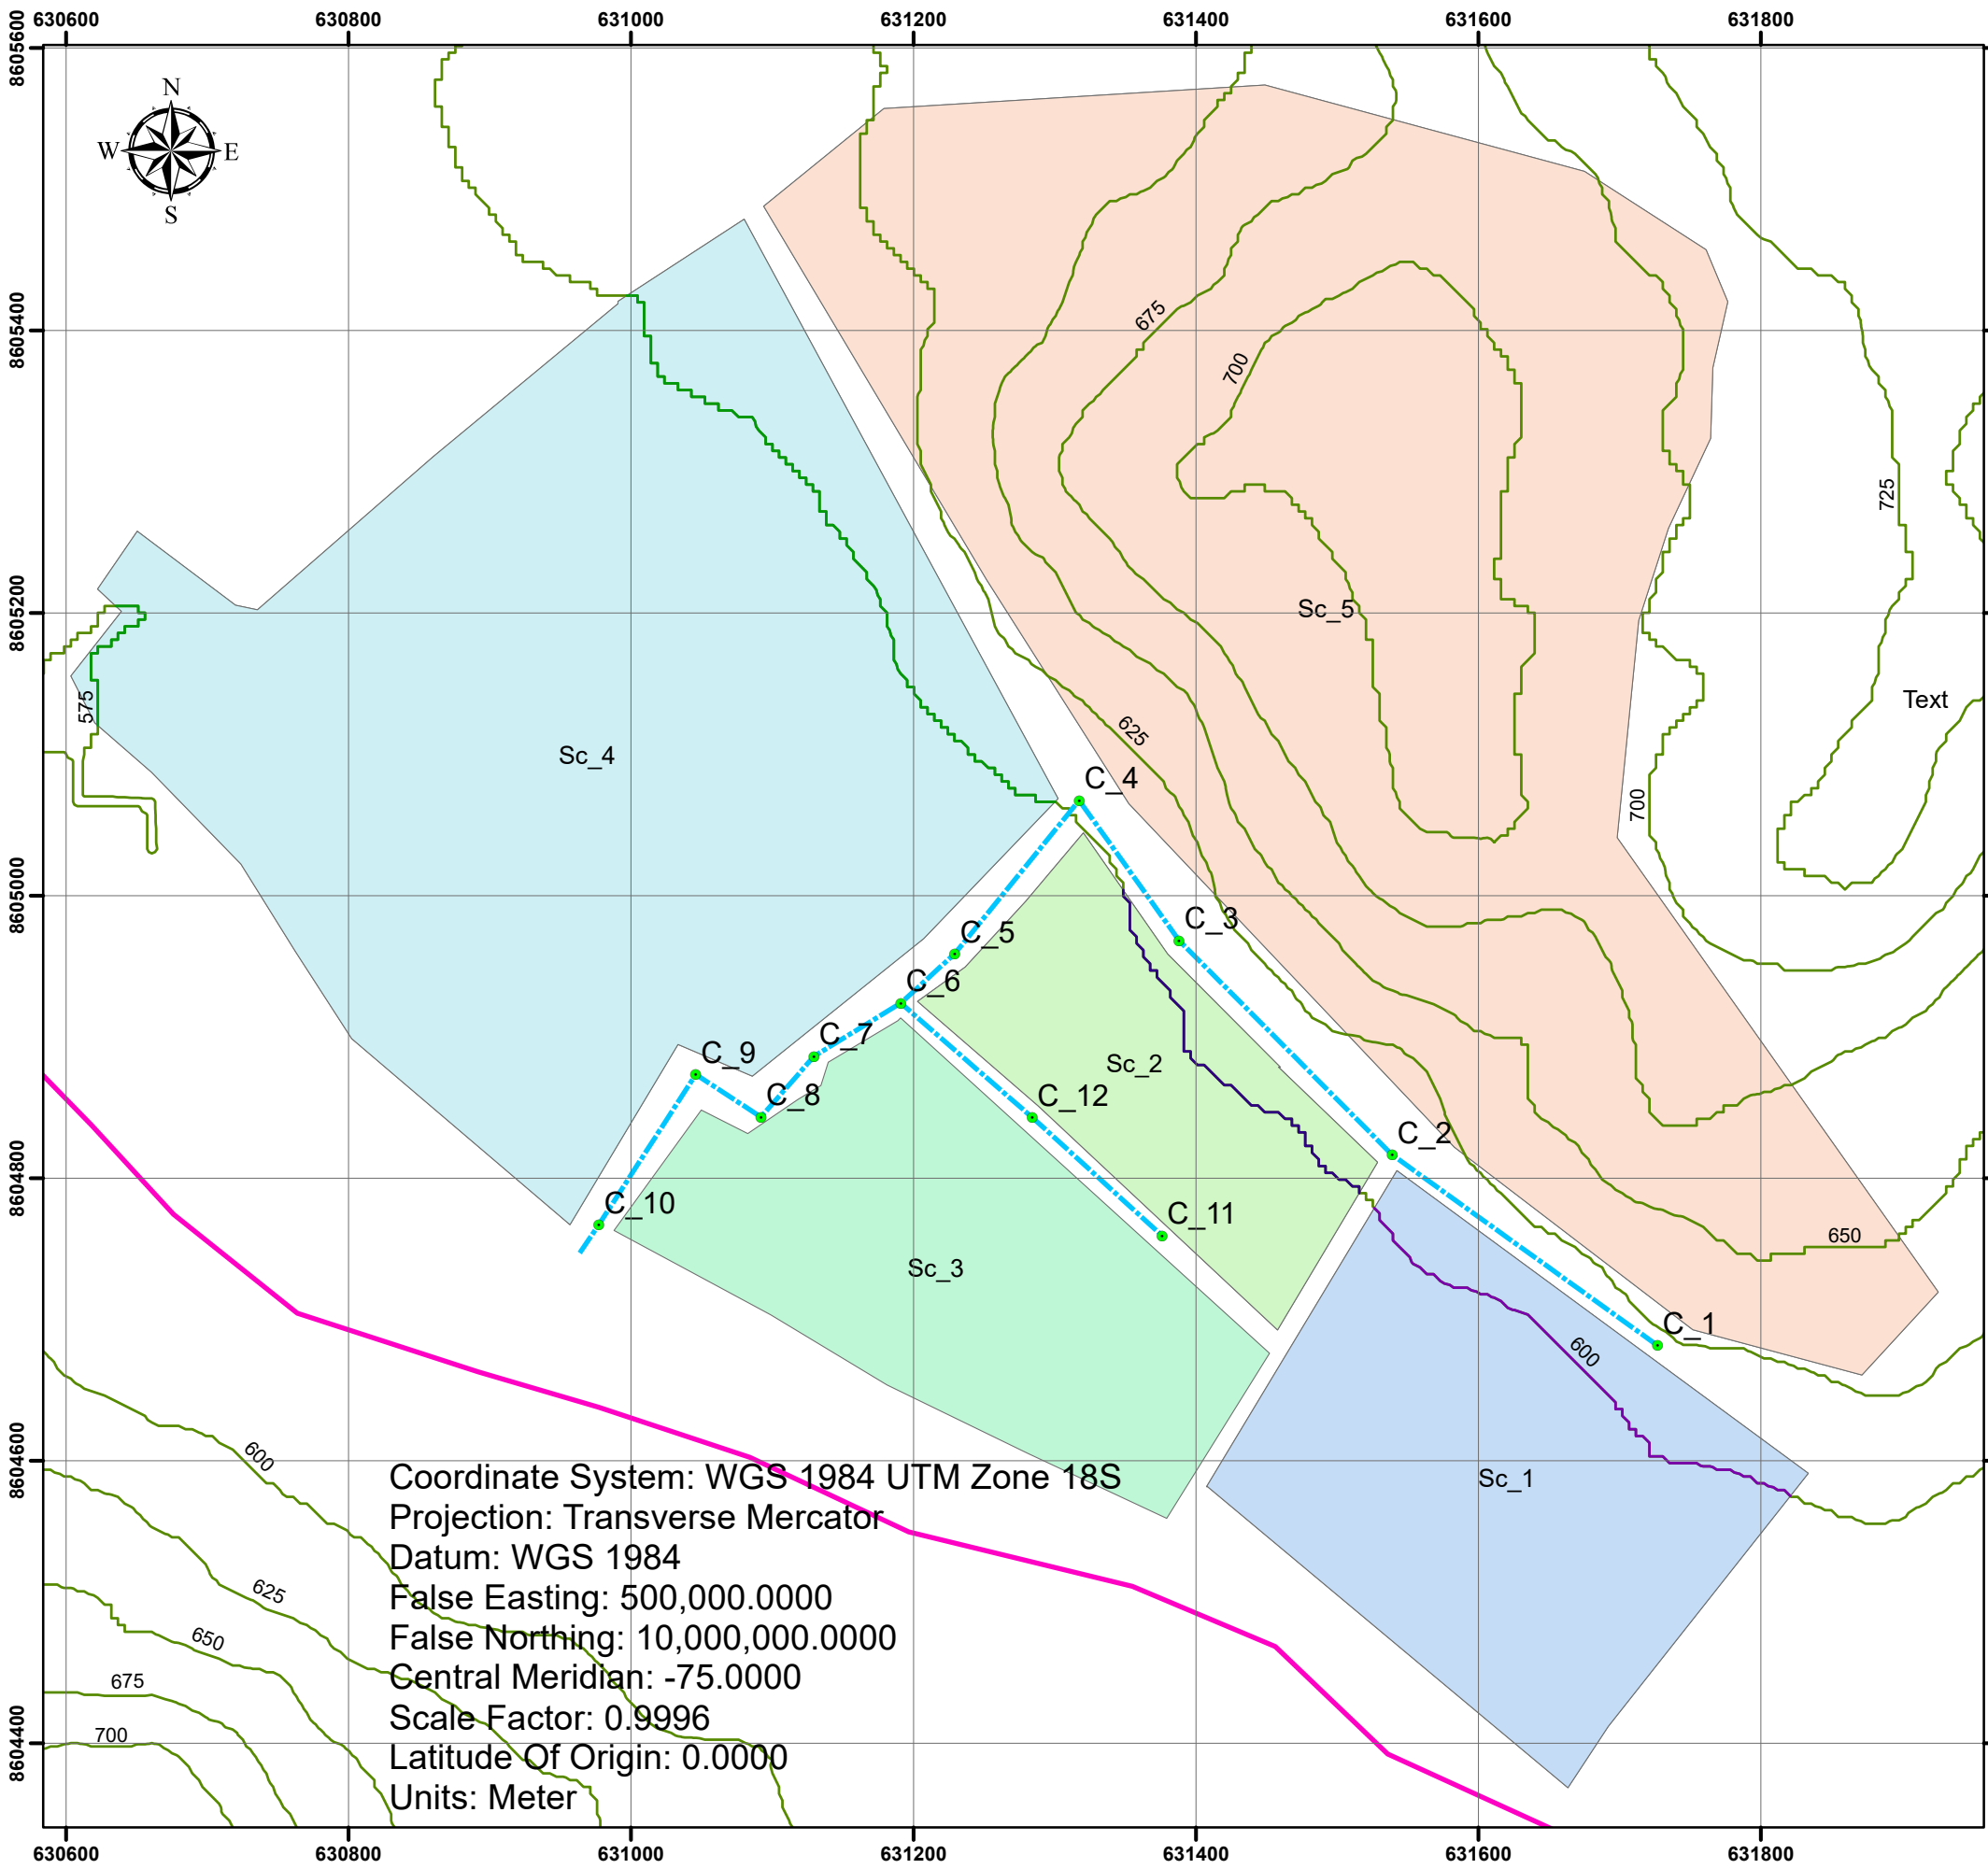 630600 630800 631000 631200 631400 631600 631800
8605600
N
W E
S
8605400
675
700
725
8605200
Sc_5
575
625
Text
Sc_4
C_4
700
8605000
C_3
C_5
C_6
C_7
C_9
Sc_2
C_8
C_12
C_2
8604800
C_10
C_11
650
Sc_3
C_1
600
8604600
600
Sc_1
Coordinate System: WGS 1984 UTM Zone 18S
Projection: Transverse Mercator
Datum: WGS 1984
625
False Easting: 500,000.0000
650
False Northing: 10,000,000.0000
675
Central Meridian: -75.0000
Scale Factor: 0.9996
8604400
700
Latitude Of Origin: 0.0000
Units: Meter
630600 630800 631000 631200 631400 631600 631800